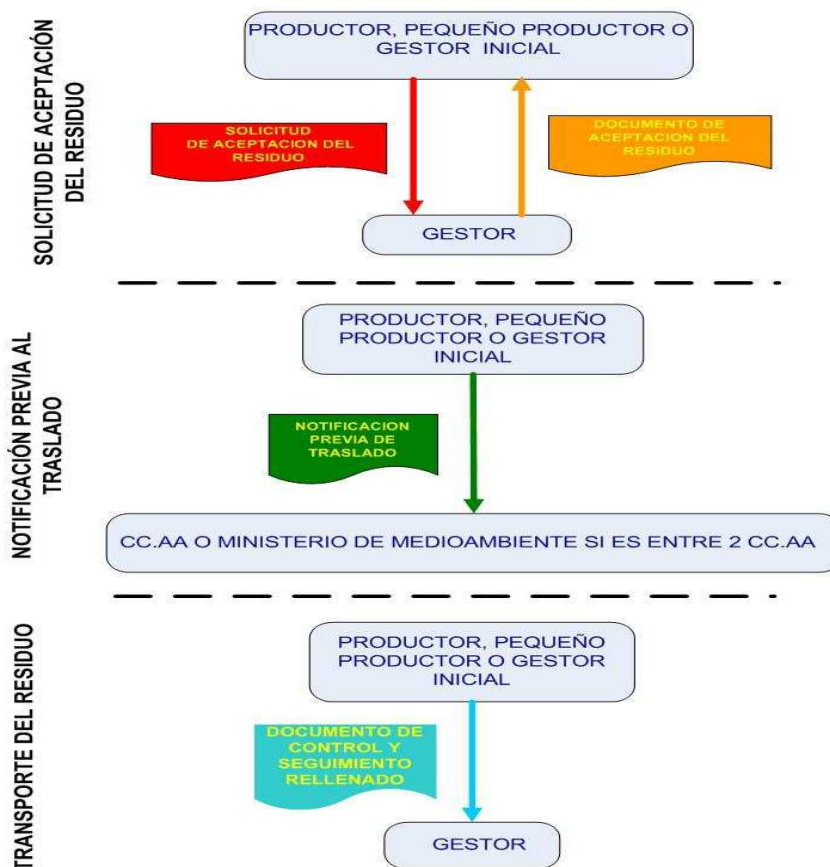 SOLICITUD DE ACEPTACIÓN
DEL RESIDUO
PRODUCTOR, PEQUEÑO PRODUCTOR O
GESTOR INICIAL
SOLICITUD
DE ACEPTACION DEL
RESIDUO
DOCUMENTO DE
ACEPTACION DEL
RESIDUO
GESTOR
NOTIFICACIÓN PREVIA AL
TRASLADO
PRODUCTOR, PEQUEÑO
PRODUCTOR O GESTOR
INICIAL
NOTIFICACION
PREVIA DE
TRASLADO
CC.AA O MINISTERIO DE MEDIOAMBIENTE SI ES ENTRE 2 CC.AA
TRANSPORTE DEL RESIDUO
PRODUCTOR, PEQUEÑO
PRODUCTOR O GESTOR
INICIAL
DOCUMENTO DE
CONTROL Y
SEGUIMIENTO
RELLENADO
GESTOR